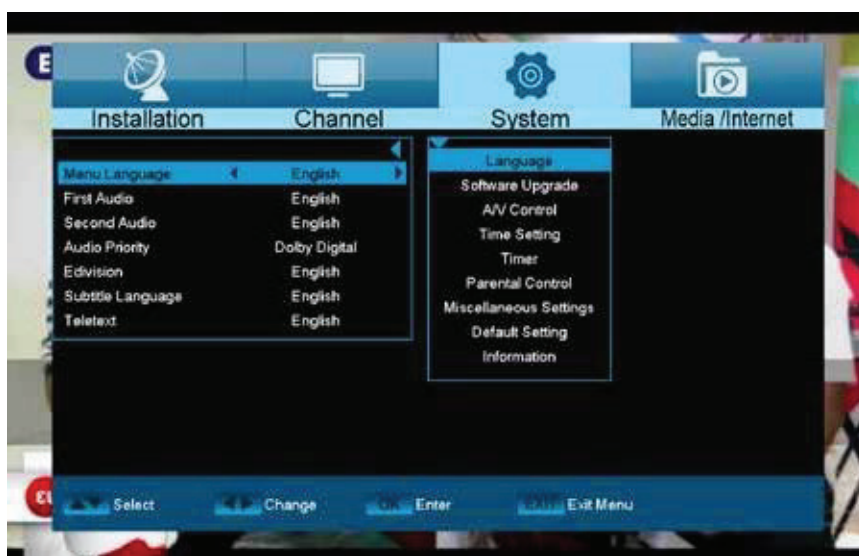 E
Installation Channel System Media /Internet
Menu Language English
First Audio English
Second Audio English
Audio Priority Dolby Digital
Edivision English
Subtitle Language English
Teletext English
Language
Software Upgrade
A/V Control
Time Setting
Timer
Parental Control
Miscellaneous Settings
Default Setting
Information
Select Change OK Enter EXIT Exit Menu